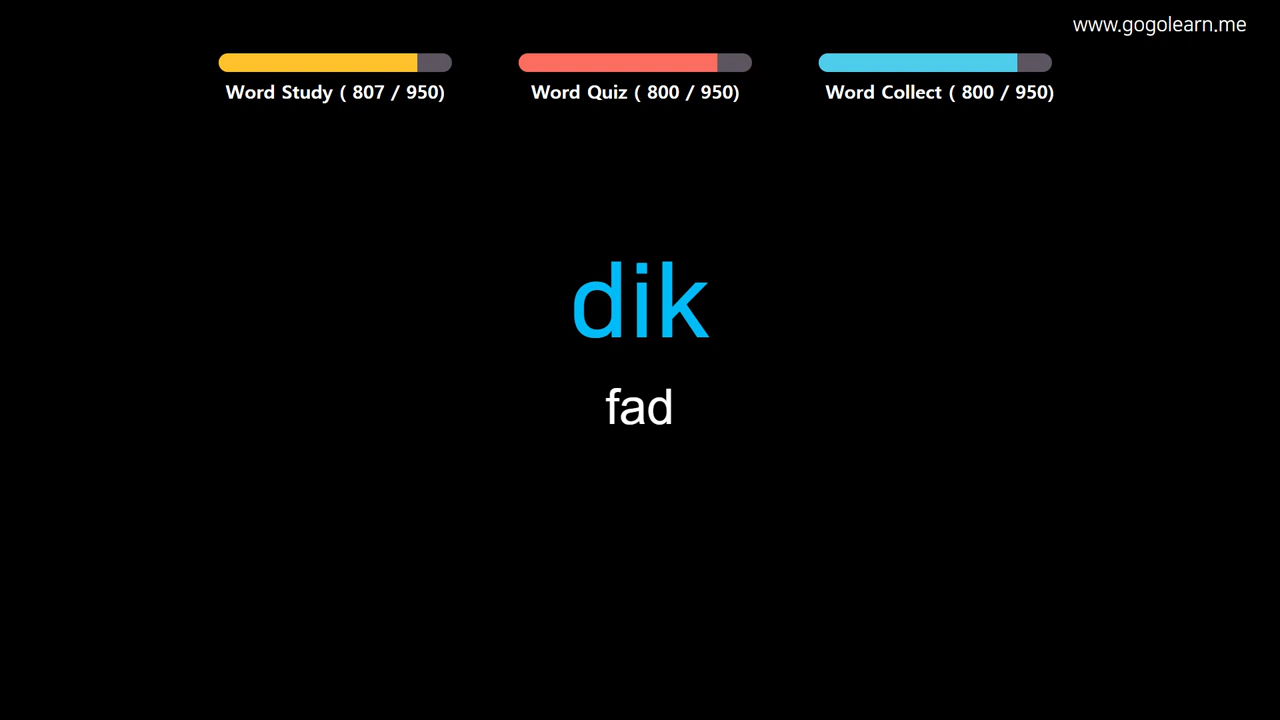 www.gogolearn.me
Word Study ( 807 / 950)
Word Quiz ( 800 / 950)
Word Collect ( 800 / 950)
dik
fad